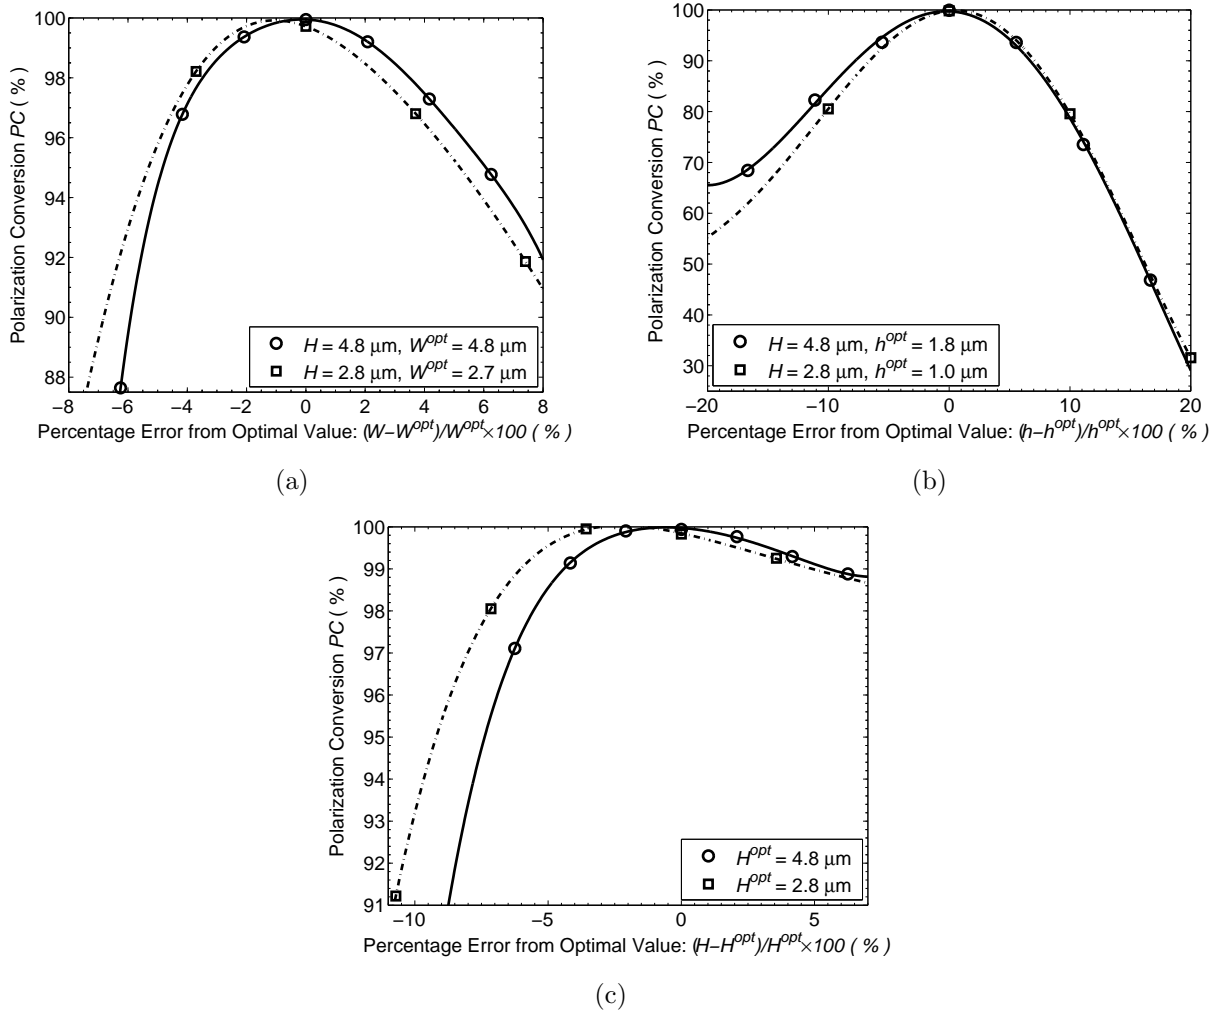 Polarization Conversion PC ( % )
100
98
96
94
92
90
88
−8 −6 −4 −2 0 2 4 6 8
H = 4.8 μm, W^opt = 4.8 μm
H = 2.8 μm, W^opt = 2.7 μm
Percentage Error from Optimal Value: (W−W^opt)/W^opt×100 ( % )
(a)
Polarization Conversion PC ( % )
100
90
80
70
60
50
40
30
−20 −10 0 10 20
H = 4.8 μm, h^opt = 1.8 μm
H = 2.8 μm, h^opt = 1.0 μm
Percentage Error from Optimal Value: (h−h^opt)/h^opt×100 ( % )
(b)
Polarization Conversion PC ( % )
100
99
98
97
96
95
94
93
92
91
−10 −5 0 5
H^opt = 4.8 μm
H^opt = 2.8 μm
Percentage Error from Optimal Value: (H−H^opt)/H^opt×100 ( % )
(c)